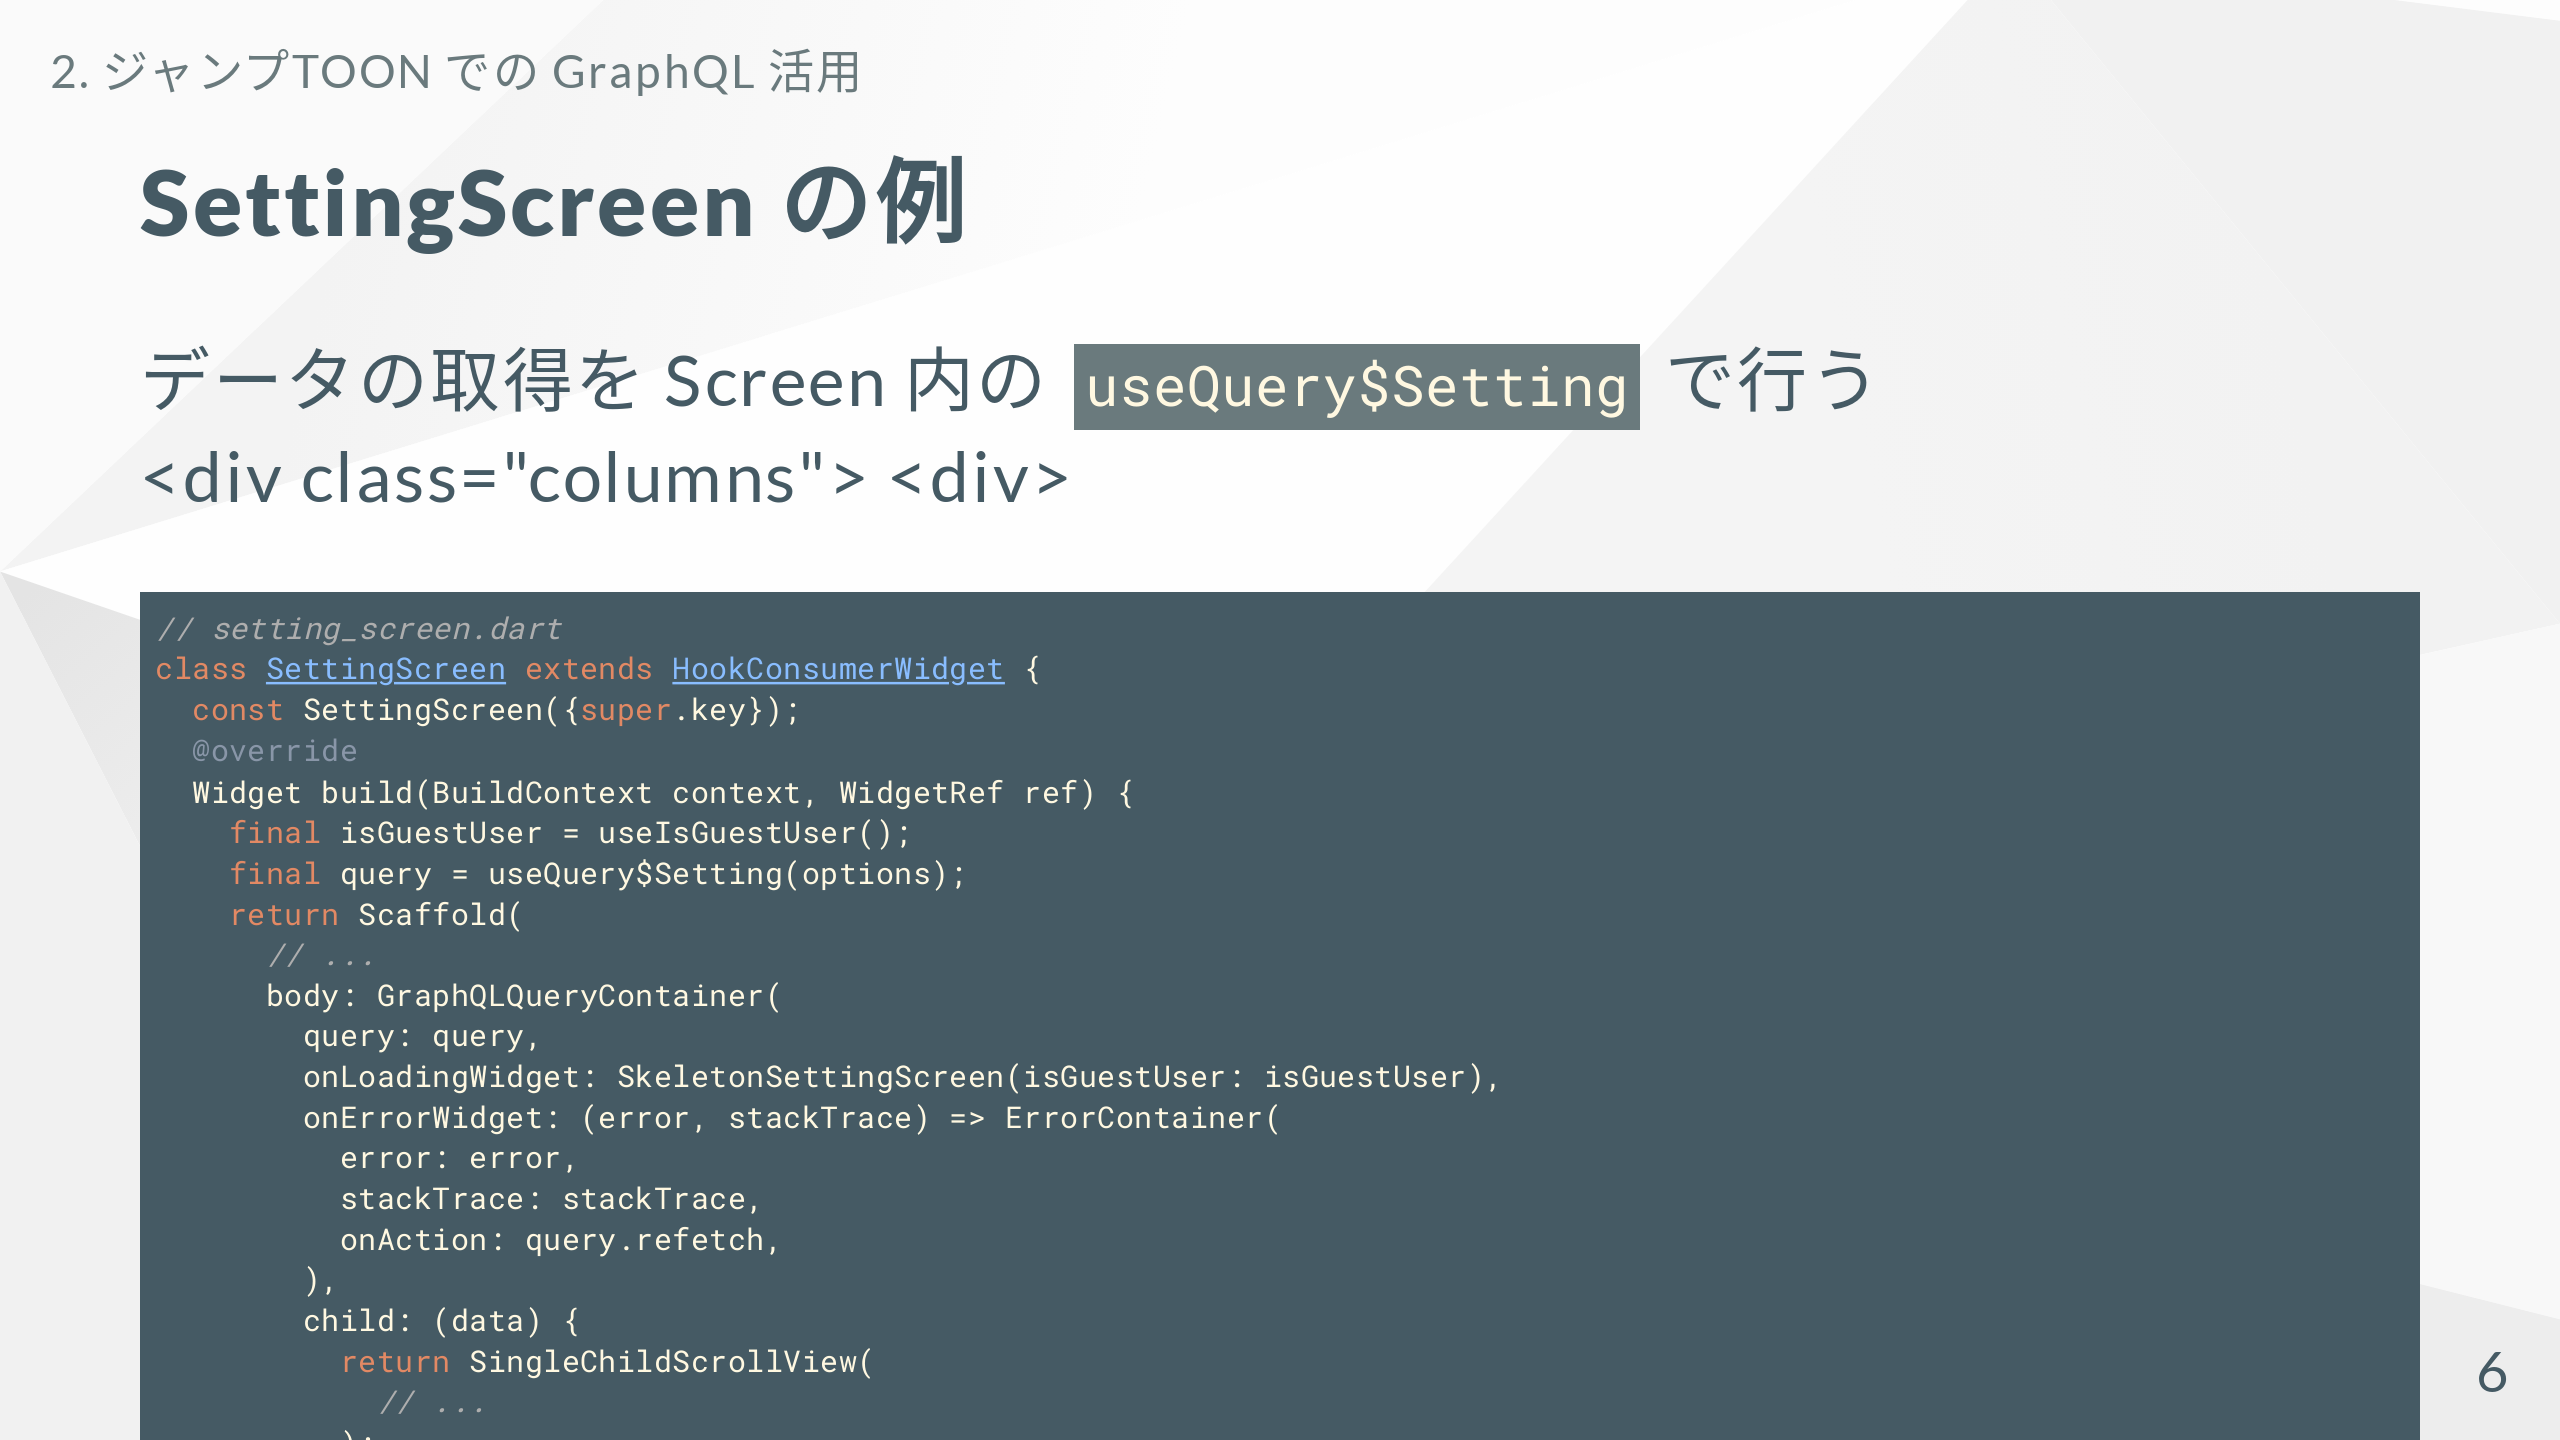 2. ジャンプTOON での GraphQL 活用
SettingScreen の例
データの取得を Screen 内の useQuery$Setting で行う
<div class="columns"> <div>
// setting_screen.dart
class SettingScreen extends HookConsumerWidget {
  const SettingScreen({super.key});
  @override
  Widget build(BuildContext context, WidgetRef ref) {
    final isGuestUser = useIsGuestUser();
    final query = useQuery$Setting(options);
    return Scaffold(
      // ...
      body: GraphQLQueryContainer(
        query: query,
        onLoadingWidget: SkeletonSettingScreen(isGuestUser: isGuestUser),
        onErrorWidget: (error, stackTrace) => ErrorContainer(
          error: error,
          stackTrace: stackTrace,
          onAction: query.refetch,
        ),
        child: (data) {
          return SingleChildScrollView(
            // ...
6